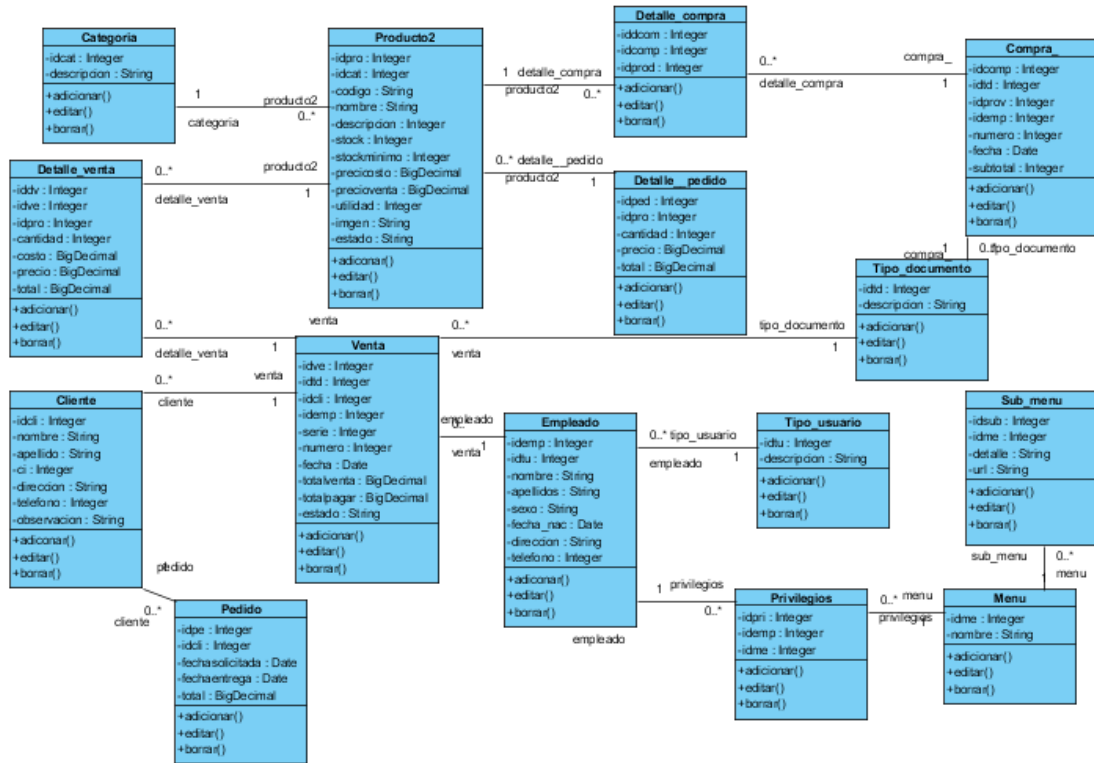 Categoria
-idcat : Integer
-descripcion : String
+adicionar()
+editar()
+borrar()
1
categoria
producto2
0..*
Producto2
-idpro : Integer
-idcat : Integer
-codigo : String
-nombre : String
-descripcion : Integer
-stock : Integer
-stockminimo : Integer
-preciocosto : BigDecimal
-precioventa : BigDecimal
-utilidad : Integer
-imgen : String
-estado : String
+adiconar()
+editar()
+borrar()
1 detalle_compra
producto2
0..*
Detalle_compra
-iddcom : Integer
-idcomp : Integer
-idprod : Integer
+adicionar()
+editar()
+borrar()
0..*
detalle_compra
compra_
1
Compra_
-idcomp : Integer
-idtd : Integer
-idprov : Integer
-idemp : Integer
-numero : Integer
-fecha : Date
-subtotal : Integer
+adicionar()
+editar()
+borrar()
Detalle_venta
-iddv : Integer
-idve : Integer
-idpro : Integer
-cantidad : Integer
-costo : BigDecimal
-precio : BigDecimal
-total : BigDecimal
+adicionar()
+editar()
+borrar()
0..*
detalle_venta
producto2
1
0..* detalle__pedido
producto2
1
Detalle__pedido
-idped : Integer
-idpro : Integer
-cantidad : Integer
-precio : BigDecimal
-total : BigDecimal
+adicionar()
+editar()
+borrar()
1
compra_
0..*
tipo_documento
Tipo_documento
-idtd : Integer
-descripcion : String
+adicionar()
+editar()
+borrar()
0..*
detalle_venta
venta
1
0..*
venta
tipo_documento
1
Venta
-idve : Integer
-idtd : Integer
-idcli : Integer
-idemp : Integer
-serie : Integer
-numero : Integer
-fecha : Date
-totalventa : BigDecimal
-totalpagar : BigDecimal
-estado : String
+adicionar()
+editar()
+borrar()
0..*
cliente
venta
1
Cliente
-idcli : Integer
-nombre : String
-apellido : String
-ci : Integer
-direccion : String
-telefono : Integer
-observacion : String
+adiconar()
+editar()
+borrar()
empleado
0..*
venta
1
Empleado
-idemp : Integer
-idtu : Integer
-nombre : String
-apellidos : String
-sexo : String
-fecha_nac : Date
-direccion : String
-telefono : Integer
+adiconar()
+editar()
+borrar()
0..* tipo_usuario
empleado
1
Tipo_usuario
-idtu : Integer
-descripcion : String
+adicionar()
+editar()
+borrar()
Sub_menu
-idsub : Integer
-idme : Integer
-detalle : String
-url : String
+adicionar()
+editar()
+borrar()
sub_menu
0..*
1
menu
1
pedido
0..*
cliente
Pedido
-idpe : Integer
-idcli : Integer
-fechasolicitada : Date
-fechaentrega : Date
-total : BigDecimal
+adicionar()
+editar()
+borrar()
1
privilegios
0..*
empleado
Privilegios
-idpri : Integer
-idemp : Integer
-idme : Integer
+adicionar()
+editar()
+borrar()
0..*
menu
privilegios
1
Menu
-idme : Integer
-nombre : String
+adicionar()
+editar()
+borrar()